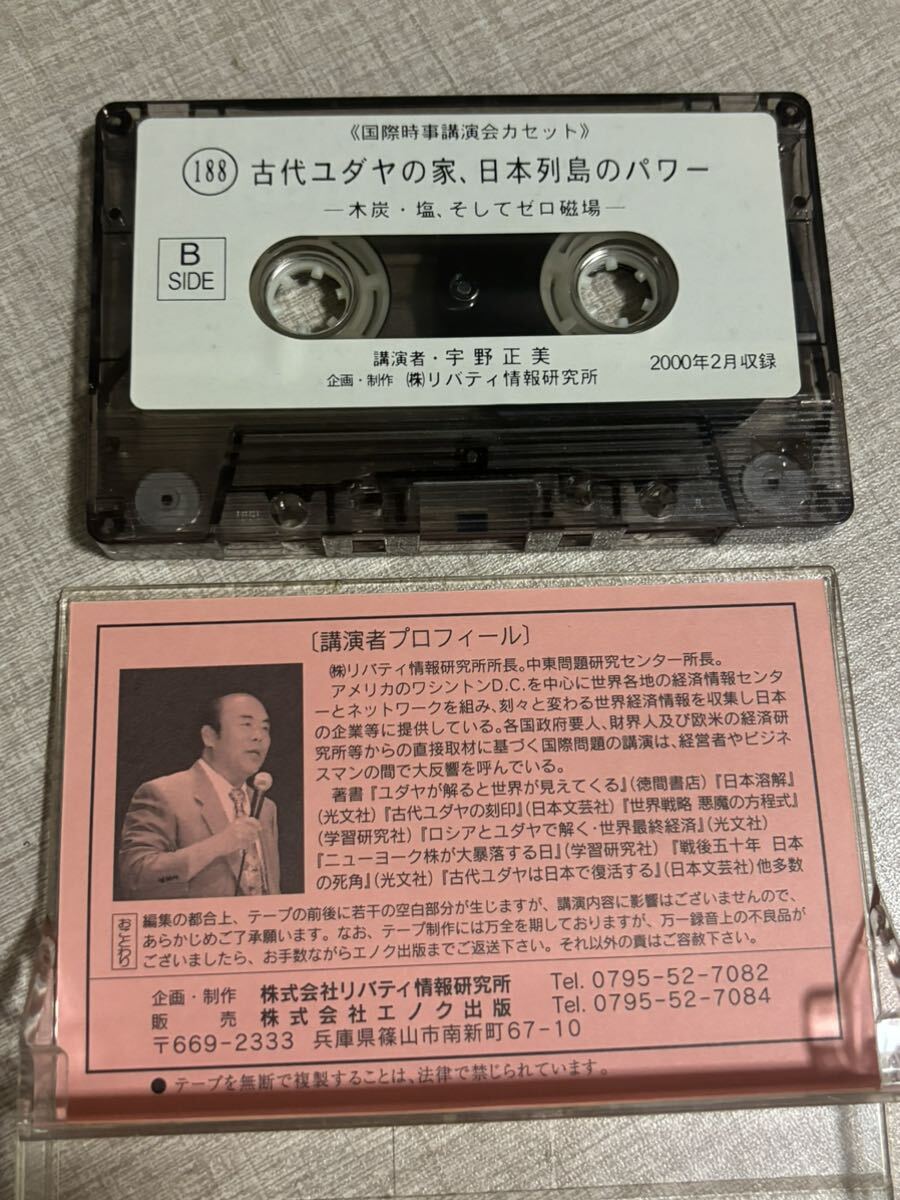 《国際時事講演会カセット》
188 古代ユダヤの家、日本列島のパワー
―木炭・塩、そしてゼロ磁場―
B
SIDE
講演者・宇野正美
企画・制作 ㈱リバティ情報研究所
2000年2月収録
〔講演者プロフィール〕
㈱リバティ情報研究所所長。中東問題研究センター所長。
アメリカのワシントンD.C.を中心に世界各地の経済情報センタ
ーとネットワークを組み、刻々と変わる世界経済情報を収集し日本
の企業等に提供している。各国政府要人、財界人及び欧米の経済研
究所等からの直接取材に基づく国際問題の講演は、経営者やビジネ
スマンの間で大反響を呼んでいる。
著書『ユダヤが解ると世界が見えてくる』(徳間書店)『日本溶解』
(光文社)『古代ユダヤの刻印』(日本文芸社)『世界戦略 悪魔の方程式』
(学習研究社)『ロシアとユダヤで解く・世界最終経済』(光文社)
『ニューヨーク株が大暴落する日』(学習研究社)『戦後五十年 日本
の死角』(光文社)『古代ユダヤは日本で復活する』(日本文芸社)他多数
おことわり
編集の都合上、テープの前後に若干の空白部分が生じますが、講演内容に影響はございませんので、
あらかじめご了承願います。なお、テープ制作には万全を期しておりますが、万一録音上の不良品が
ございましたら、お手数ながらエノク出版までご返送下さい。それ以外の責はご容赦下さい。
企画・制作 株式会社リバティ情報研究所 Tel. 0795-52-7082
販売 株式会社エノク出版 Tel. 0795-52-7084
〒669-2333 兵庫県篠山市南新町67-10
●テープを無断で複製することは、法律で禁じられています。